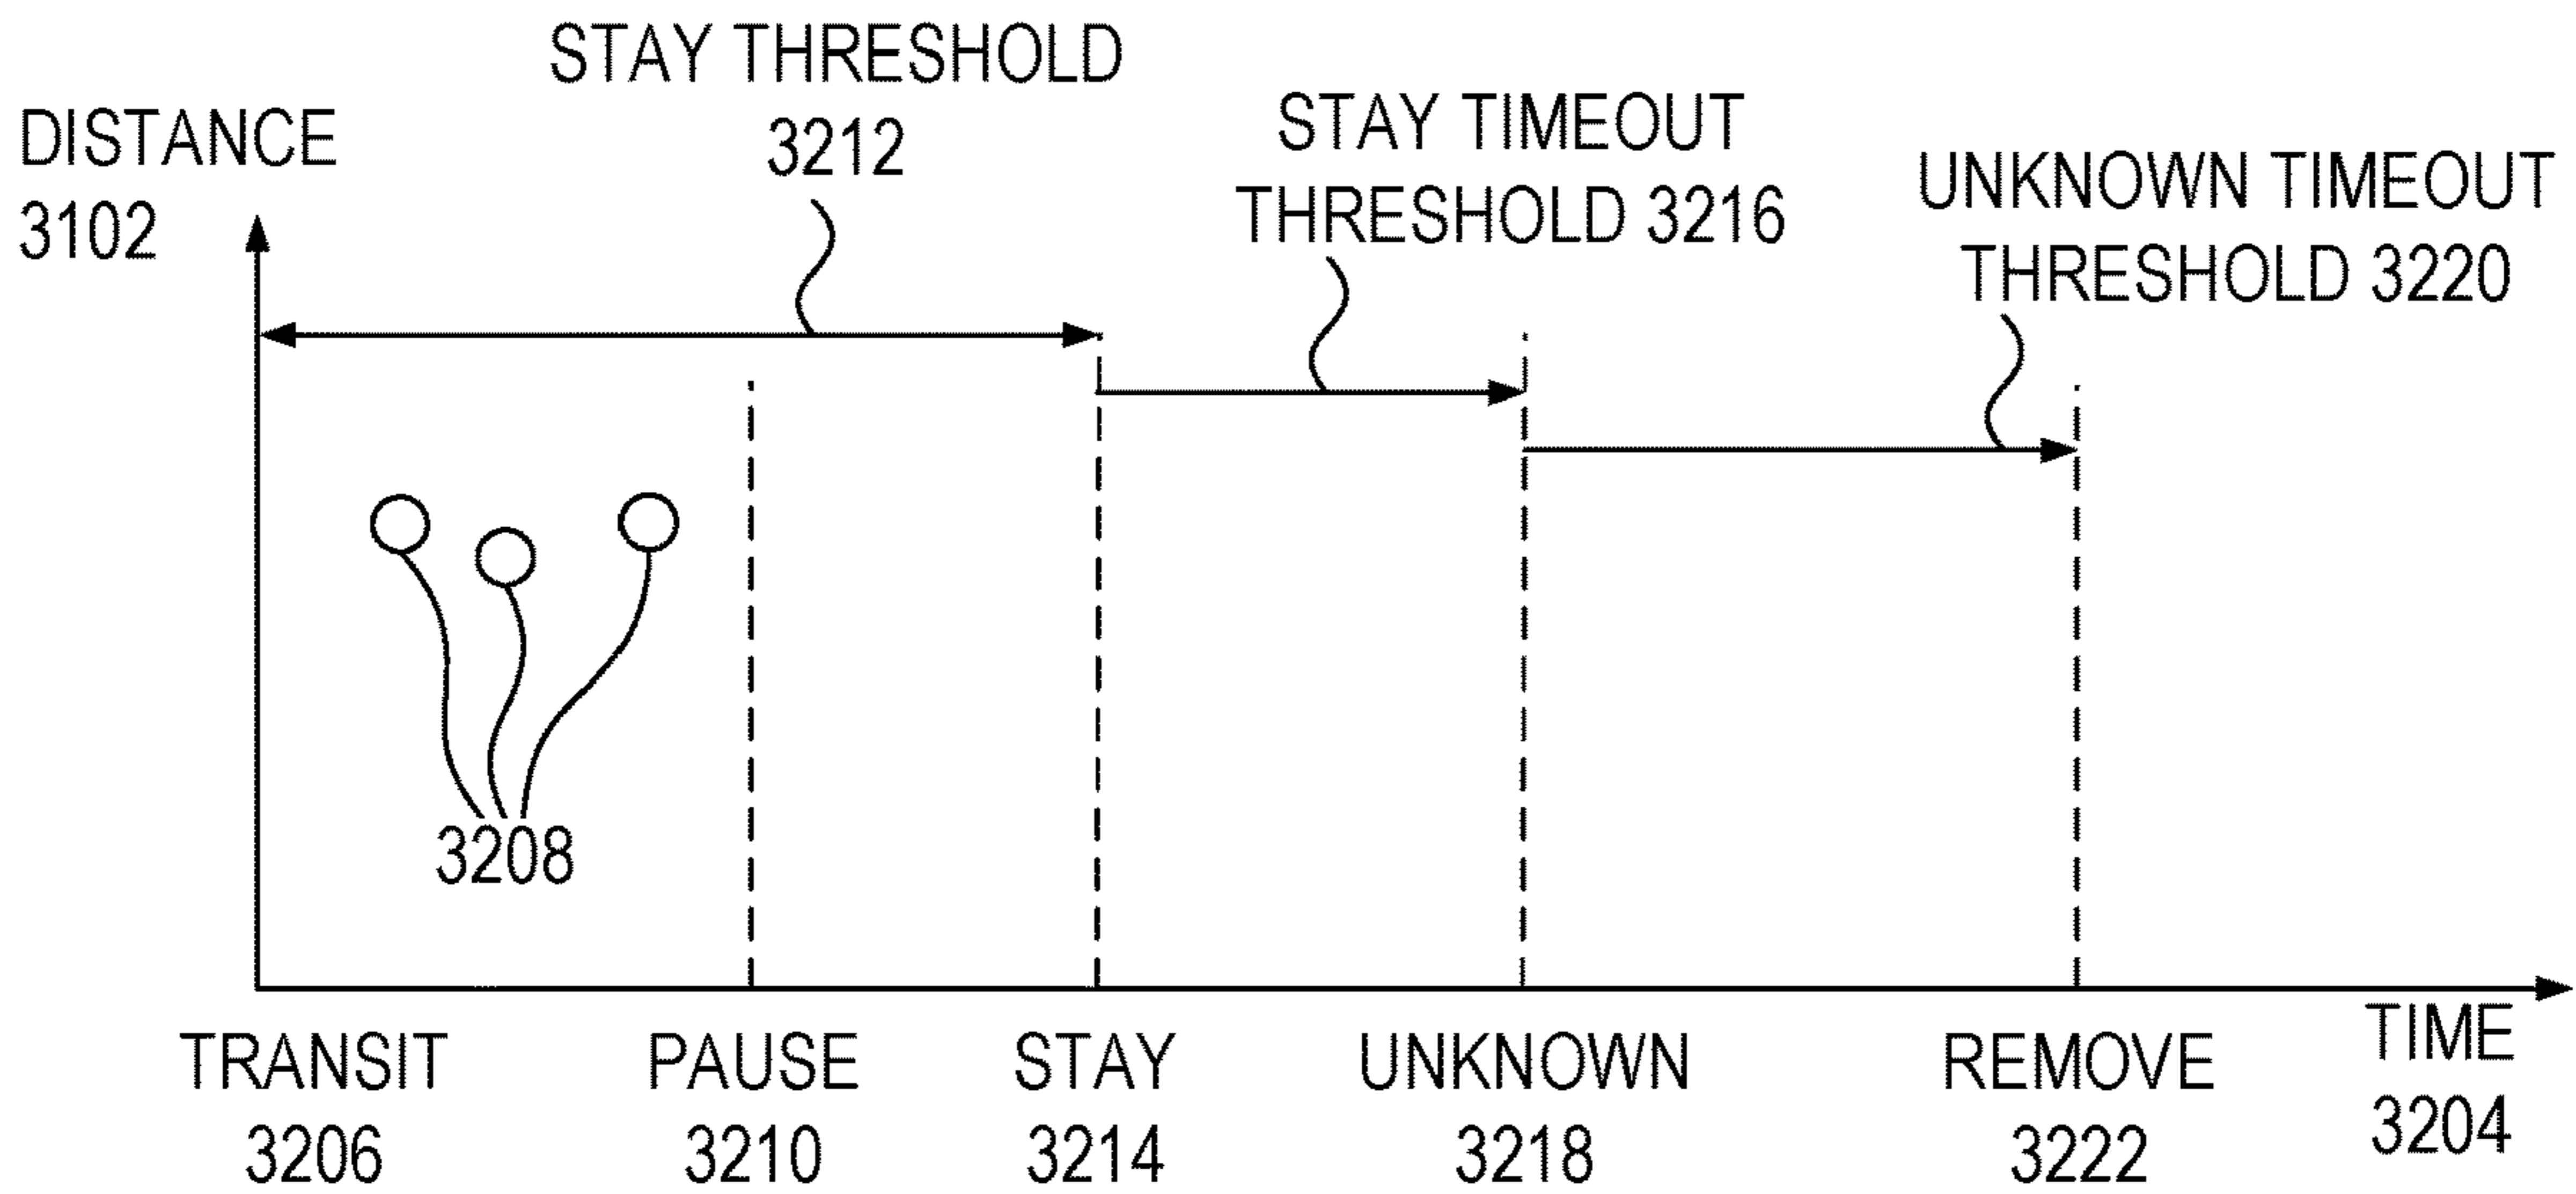 STAY THRESHOLD
3212
DISTANCE
3102
STAY TIMEOUT
THRESHOLD 3216
UNKNOWN TIMEOUT
THRESHOLD 3220
3208
TRANSIT
3206
PAUSE
3210
STAY
3214
UNKNOWN
3218
REMOVE
3222
TIME
3204